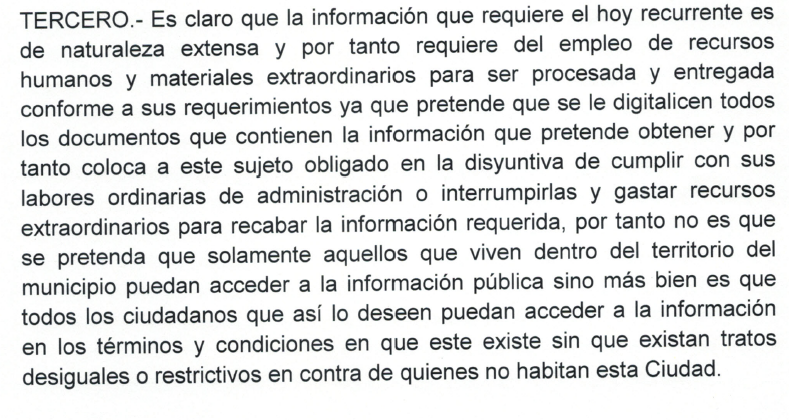 TERCERO.- Es claro que la información que requiere el hoy recurrente es
de naturaleza extensa y por tanto requiere del empleo de recursos
humanos y materiales extraordinarios para ser procesada y entregada
conforme a sus requerimientos ya que pretende que se le digitalicen todos
los documentos que contienen la información que pretende obtener y por
tanto coloca a este sujeto obligado en la disyuntiva de cumplir con sus
labores ordinarias de administración o interrumpirlas y gastar recursos
extraordinarios para recabar la información requerida, por tanto no es que
se pretenda que solamente aquellos que viven dentro del territorio del
municipio puedan acceder a la información pública sino más bien es que
todos los ciudadanos que así lo deseen puedan acceder a la información
en los términos y condiciones en que este existe sin que existan tratos
desiguales o restrictivos en contra de quienes no habitan esta Ciudad.